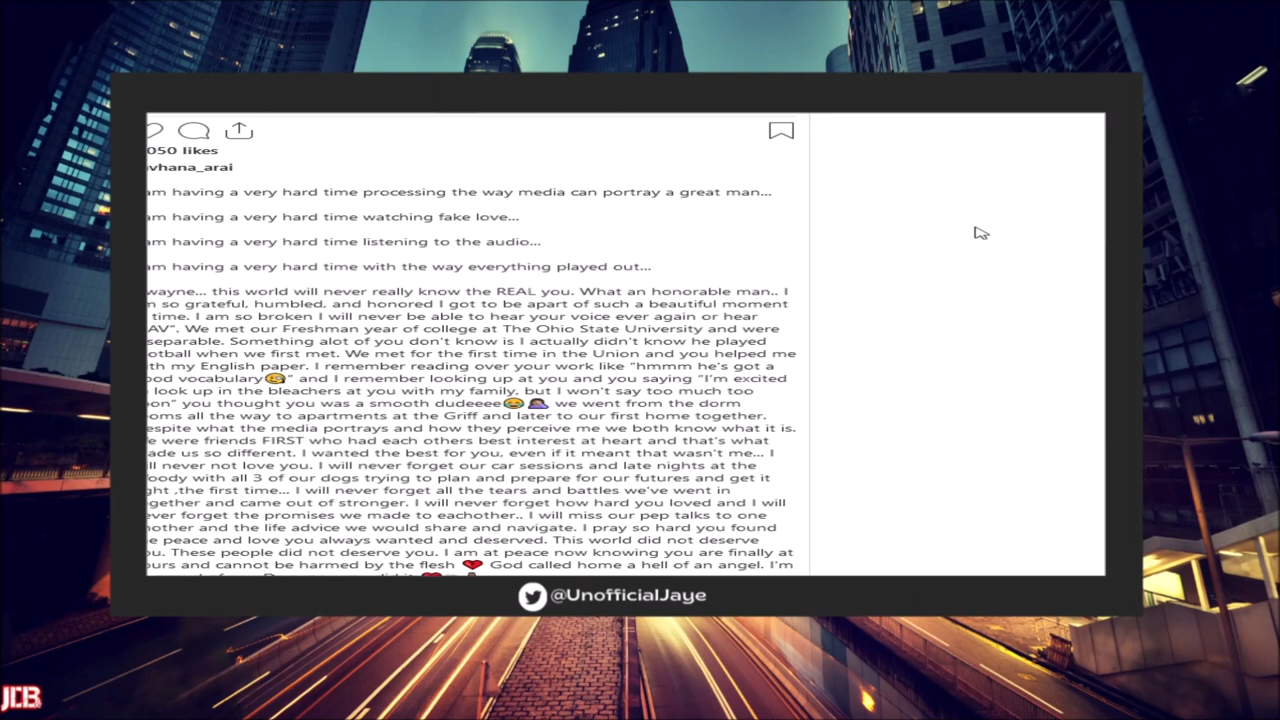 050 likes
vhana_arai
am having a very hard time processing the way media can portray a great man...
am having a very hard time watching fake love...
am having a very hard time listening to the audio...
am having a very hard time with the way everything played out...
wayne... this world will never really know the REAL you. What an honorable man.. I
so grateful, humbled, and honored I got to be apart of such a beautiful moment
time. I am so broken I will never be able to hear your voice ever again or hear
AV". We met our Freshman year of college at The Ohio State University and were
separable. Something alot of you don't know is I actually didn't know he played
otball when we first met. We met for the first time in the Union and you helped me
th my English paper. I remember reading over your work like "hmmm he's got a
od vocabulary🧐" and I remember looking up at you and you saying "I'm excited
look up in the bleachers at you with my family, but I won't say too much too
on" you thought you was a smooth dudeeee😂🤦🏽‍♀️ we went from the dorm
oms all the way to apartments at the Griff and later to our first home together.
espite what the media portrays and how they perceive me we both know what it is.
e were friends FIRST who had each others best interest at heart and that's what
ade us so different. I wanted the best for you, even if it meant that wasn't me... I
ll never not love you. I will never forget our car sessions and late nights at the
oody with all 3 of our dogs trying to plan and prepare for our futures and get it
ght ,the first time... I will never forget all the tears and battles we've went in
gether and came out of stronger. I will never forget how hard you loved and I will
ever forget the promises we made to eachother.. I will miss our pep talks to one
nother and the life advice we would share and navigate. I pray so hard you found
e peace and love you always wanted and deserved. This world did not deserve
ou. These people did not deserve you. I am at peace now knowing you are finally at
ours and cannot be harmed by the flesh 💔 God called home a hell of an angel. I'm
@UnofficialJaye
JCB